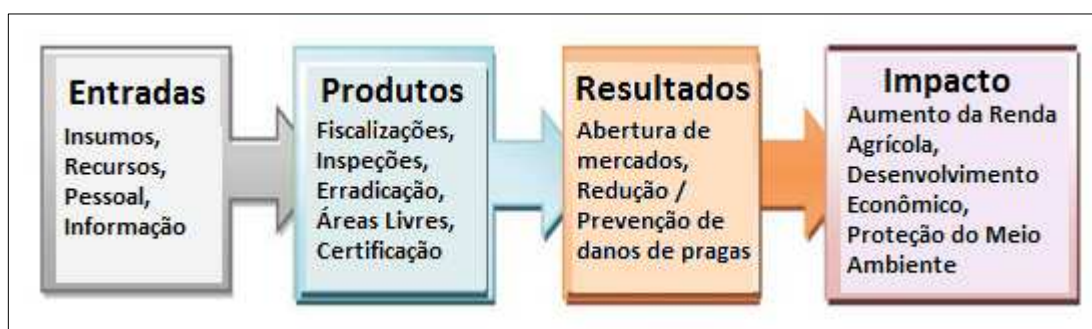 Entradas
Insumos,
Recursos,
Pessoal,
Informação
Produtos
Fiscalizações,
Inspeções,
Erradicação,
Áreas Livres,
Certificação
Resultados
Abertura de
mercados,
Redução /
Prevenção de
danos de pragas
Impacto
Aumento da Renda
Agrícola,
Desenvolvimento
Econômico,
Proteção do Meio
Ambiente